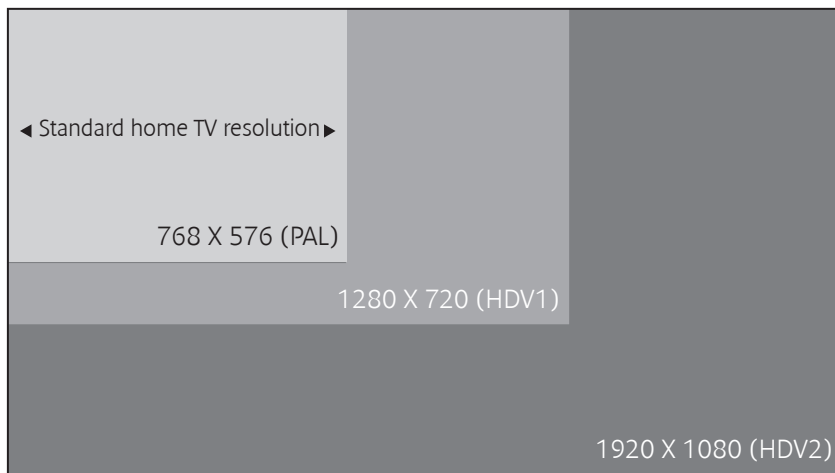 ◀ Standard home TV resolution ▶
768 X 576 (PAL)
1280 X 720 (HDV1)
1920 X 1080 (HDV2)